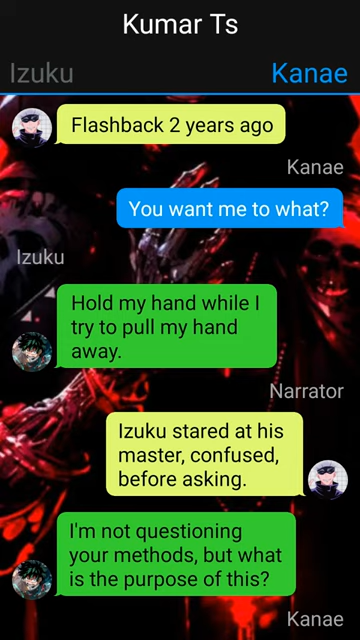 Kumar Ts
Izuku
Kanae
Flashback 2 years ago
Kanae
You want me to what?
Izuku
Hold my hand while I
try to pull my hand
away.
Narrator
Izuku stared at his
master, confused,
before asking.
I'm not questioning
your methods, but what
is the purpose of this?
Kanae